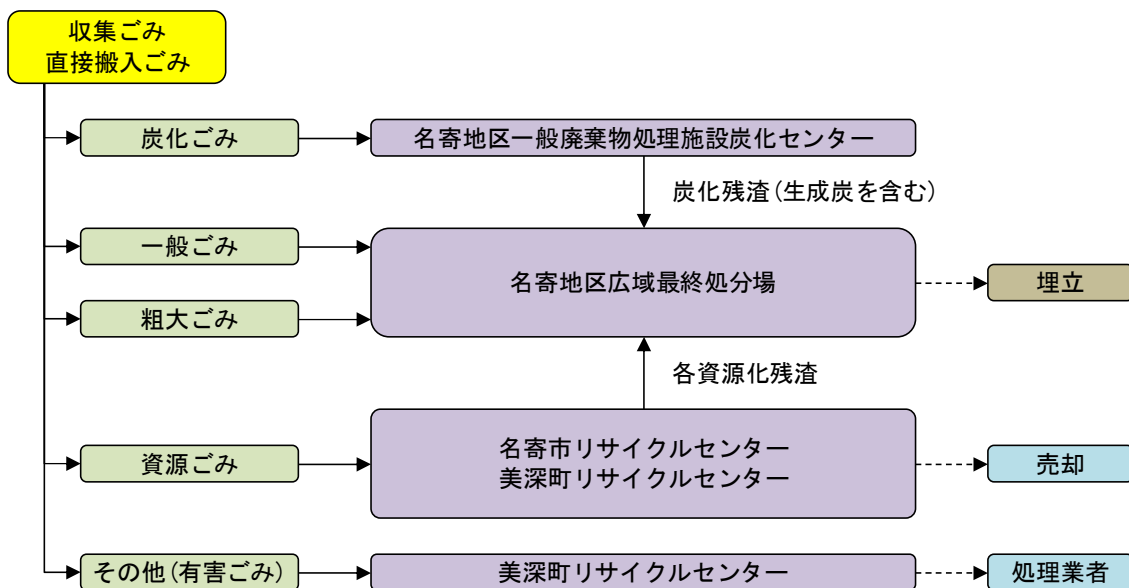 収集ごみ
直接搬入ごみ
炭化ごみ
名寄地区一般廃棄物処理施設炭化センター
炭化残渣(生成炭を含む)
一般ごみ
名寄地区広域最終処分場
埋立
粗大ごみ
各資源化残渣
資源ごみ
名寄市リサイクルセンター
美深町リサイクルセンター
売却
その他(有害ごみ)
美深町リサイクルセンター
処理業者